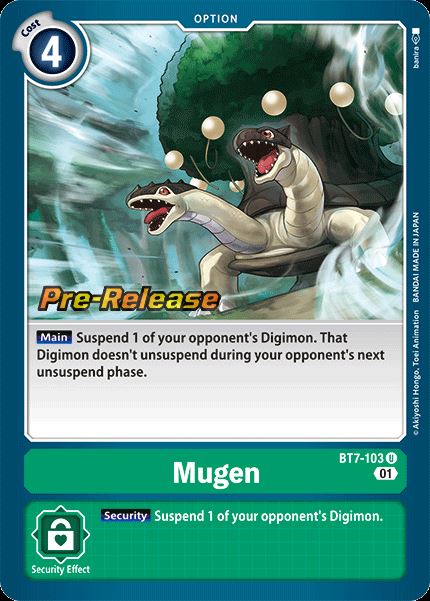 OPTION
Cost
4
banira
Pre-Release
Main Suspend 1 of your opponent's Digimon. That
Digimon doesn't unsuspend during your opponent's next
unsuspend phase.
© Akiyoshi Hongo, Toei Animation BANDAI MADE IN JAPAN
BT7-103 U
Mugen
01
Security Suspend 1 of your opponent's Digimon.
Security Effect